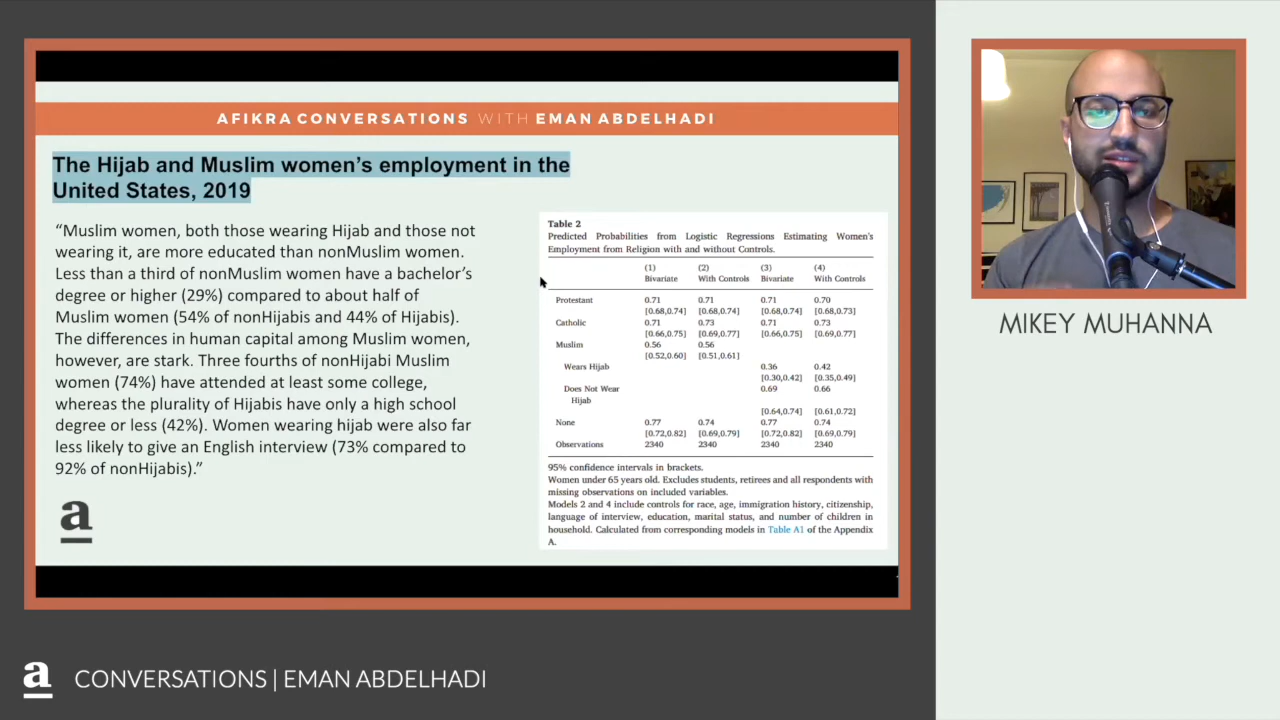 AFIKRA CONVERSATIONS WITH EMAN ABDELHADI
The Hijab and Muslim women's employment in the
United States, 2019
“Muslim women, both those wearing Hijab and those not
wearing it, are more educated than nonMuslim women.
Less than a third of nonMuslim women have a bachelor's
degree or higher (29%) compared to about half of
Muslim women (54% of nonHijabis and 44% of Hijabis).
The differences in human capital among Muslim women,
however, are stark. Three fourths of nonHijabi Muslim
women (74%) have attended at least some college,
whereas the plurality of Hijabis have only a high school
degree or less (42%). Women wearing hijab were also far
less likely to give an English interview (73% compared to
92% of nonHijabis).”
a
Table 2
Predicted Probabilities from Logistic Regressions Estimating Women's
Employment from Religion with and without Controls.
(1) (2) (3) (4)
Bivariate With Controls Bivariate With Controls
Protestant 0.71 0.71 0.71 0.70
[0.68,0.74] [0.68,0.74] [0.68,0.74] [0.68,0.73]
Catholic 0.71 0.73 0.71 0.73
[0.66,0.75] [0.69,0.77] [0.66,0.75] [0.69,0.77]
Muslim 0.56 0.56
[0.52,0.60] [0.51,0.61]
Wears Hijab 0.36 0.42
[0.30,0.42] [0.35,0.49]
Does Not Wear 0.69 0.66
Hijab
[0.64,0.74] [0.61,0.72]
None 0.77 0.74 0.77 0.74
[0.72,0.82] [0.69,0.79] [0.72,0.82] [0.69,0.79]
Observations 2340 2340 2340 2340
95% confidence intervals in brackets.
Women under 65 years old. Excludes students, retirees and all respondents with
missing observations on included variables.
Models 2 and 4 include controls for race, age, immigration history, citizenship,
language of interview, education, marital status, and number of children in
household. Calculated from corresponding models in Table A1 of the Appendix
A.
MIKEY MUHANNA
a CONVERSATIONS | EMAN ABDELHADI